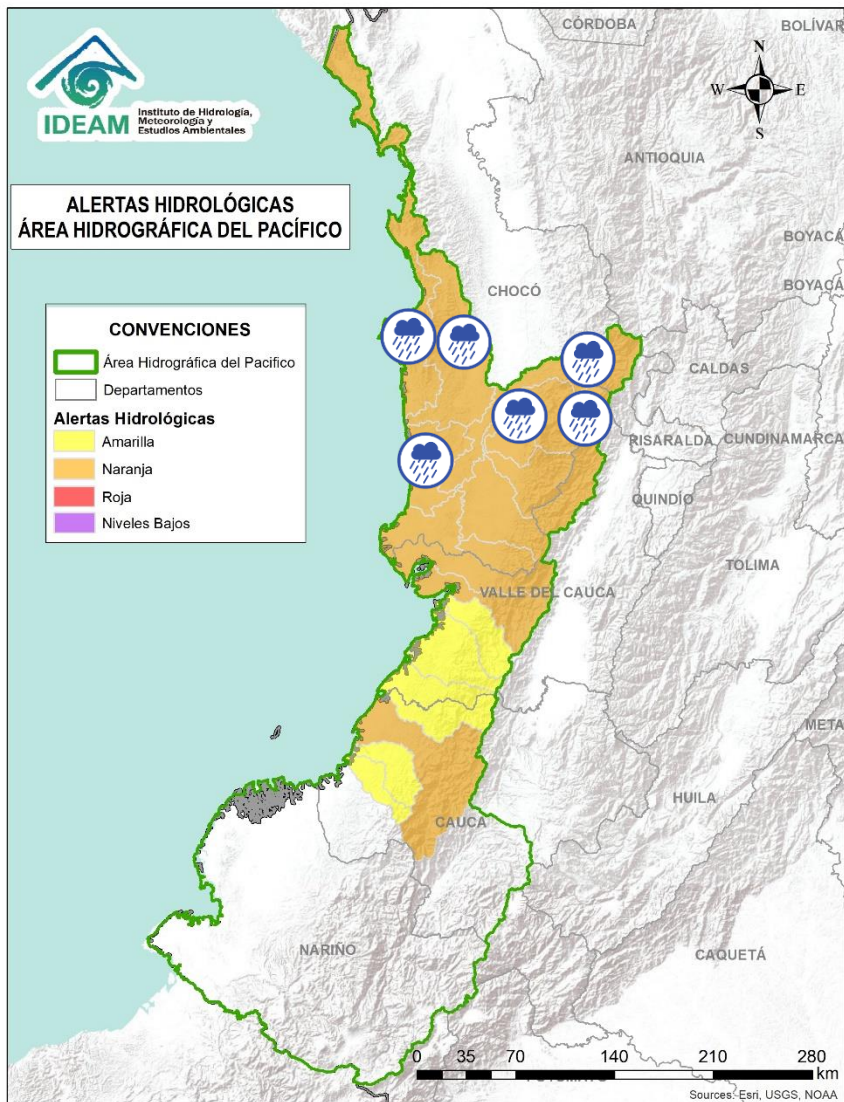 CÓRDOBA
BOLÍVAR
IDEAM
Instituto de Hidrología,
Meteorología y
Estudios Ambientales
N
W
E
S
ANTIOQUIA
ALERTAS HIDROLÓGICAS
ÁREA HIDROGRÁFICA DEL PACÍFICO
BOYACÁ
BOYACÁ
CHOCÓ
CONVENCIONES
Área Hidrográfica del Pacifico
Departamentos
Alertas Hidrológicas
Amarilla
Naranja
Roja
Niveles Bajos
CALDAS
RISARALDA
CUNDINAMARCA
QUINDÍO
TOLIMA
VALLE DEL CAUCA
META
HUILA
CAUCA
NARIÑO
CAQUETÁ
0 35 70 140 210 280
km
Sources: Esri, USGS, NOAA